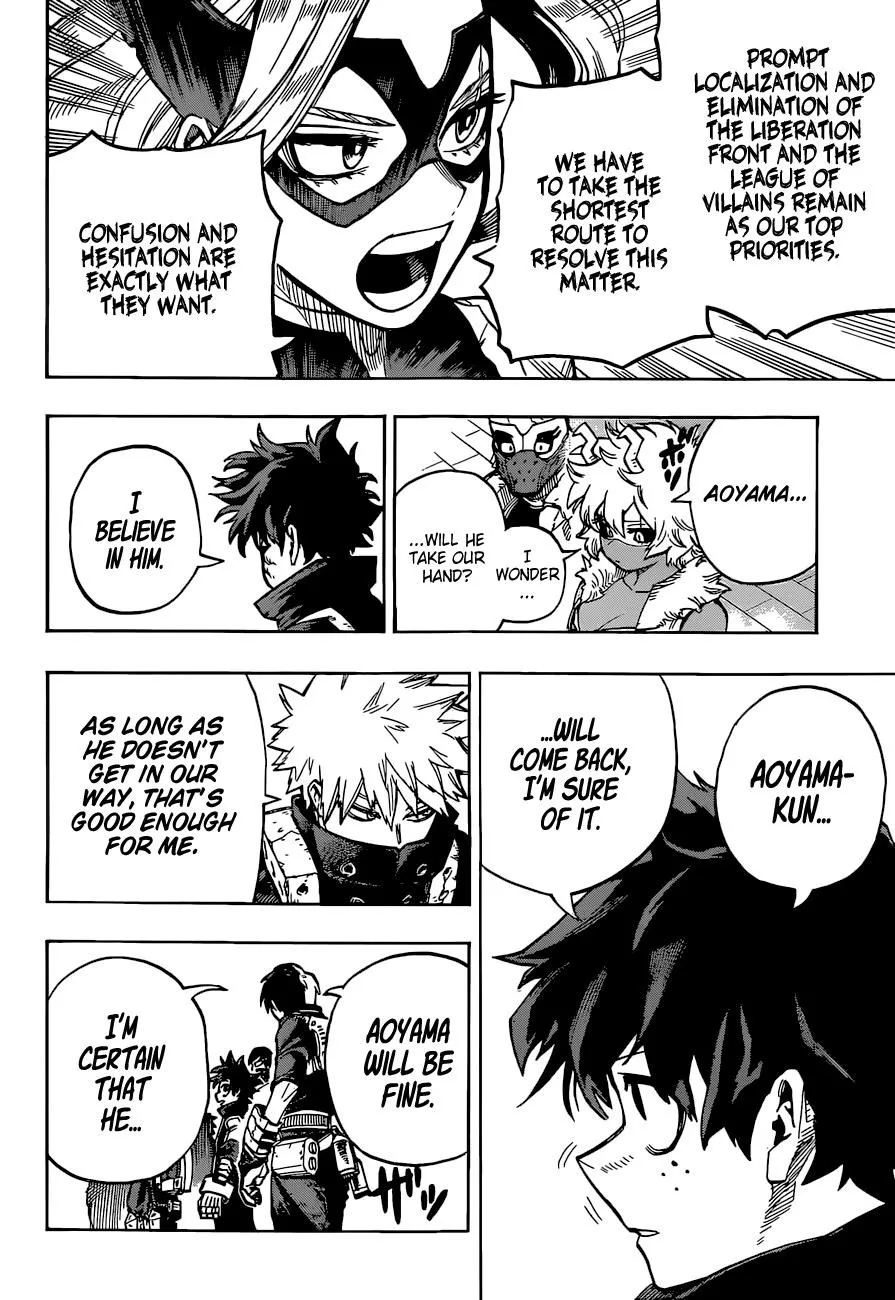 PROMPT
LOCALIZATION AND
ELIMINATION OF
THE LIBERATION
FRONT AND THE
LEAGUE OF
VILLAINS REMAIN
AS OUR TOP
PRIORITIES.
WE HAVE
TO TAKE THE
SHORTEST
ROUTE TO
RESOLVE THIS
MATTER.
CONFUSION AND
HESITATION ARE
EXACTLY WHAT
THEY WANT.
AOYAMA...
I
WONDER
...
...WILL HE
TAKE OUR
HAND?
I
BELIEVE
IN HIM.
AOYAMA-
KUN...
...WILL
COME BACK,
I'M SURE
OF IT.
AS LONG AS
HE DOESN'T
GET IN OUR
WAY, THAT'S
GOOD ENOUGH
FOR ME.
AOYAMA
WILL BE
FINE.
I'M
CERTAIN
THAT
HE...